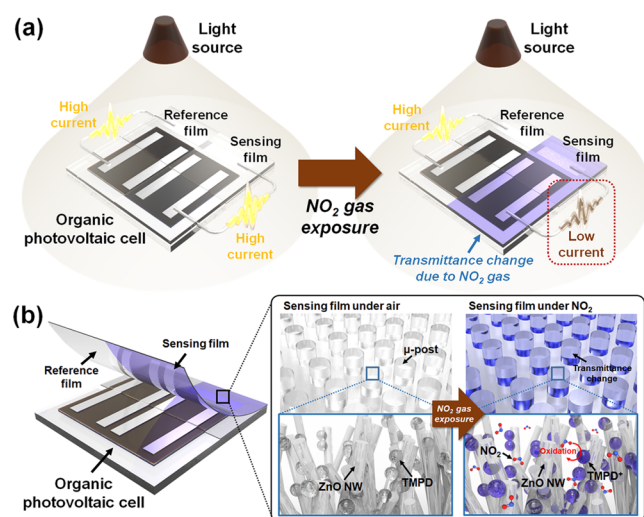 (a)
Light
source
High
current
Reference
film
Sensing
film
Organic
photovoltaic cell
High
current
NO₂ gas
exposure
Light
source
High
current
Reference
film
Sensing
film
Low
current
Transmittance change
due to NO₂ gas
(b)
Sensing film
Reference
film
Organic
photovoltaic cell
Sensing film under air
μ-post
ZnO NW
TMPD
NO₂ gas
exposure
Sensing film under NO₂
Transmittance
change
NO₂
Oxidation
ZnO NW
TMPD⁺